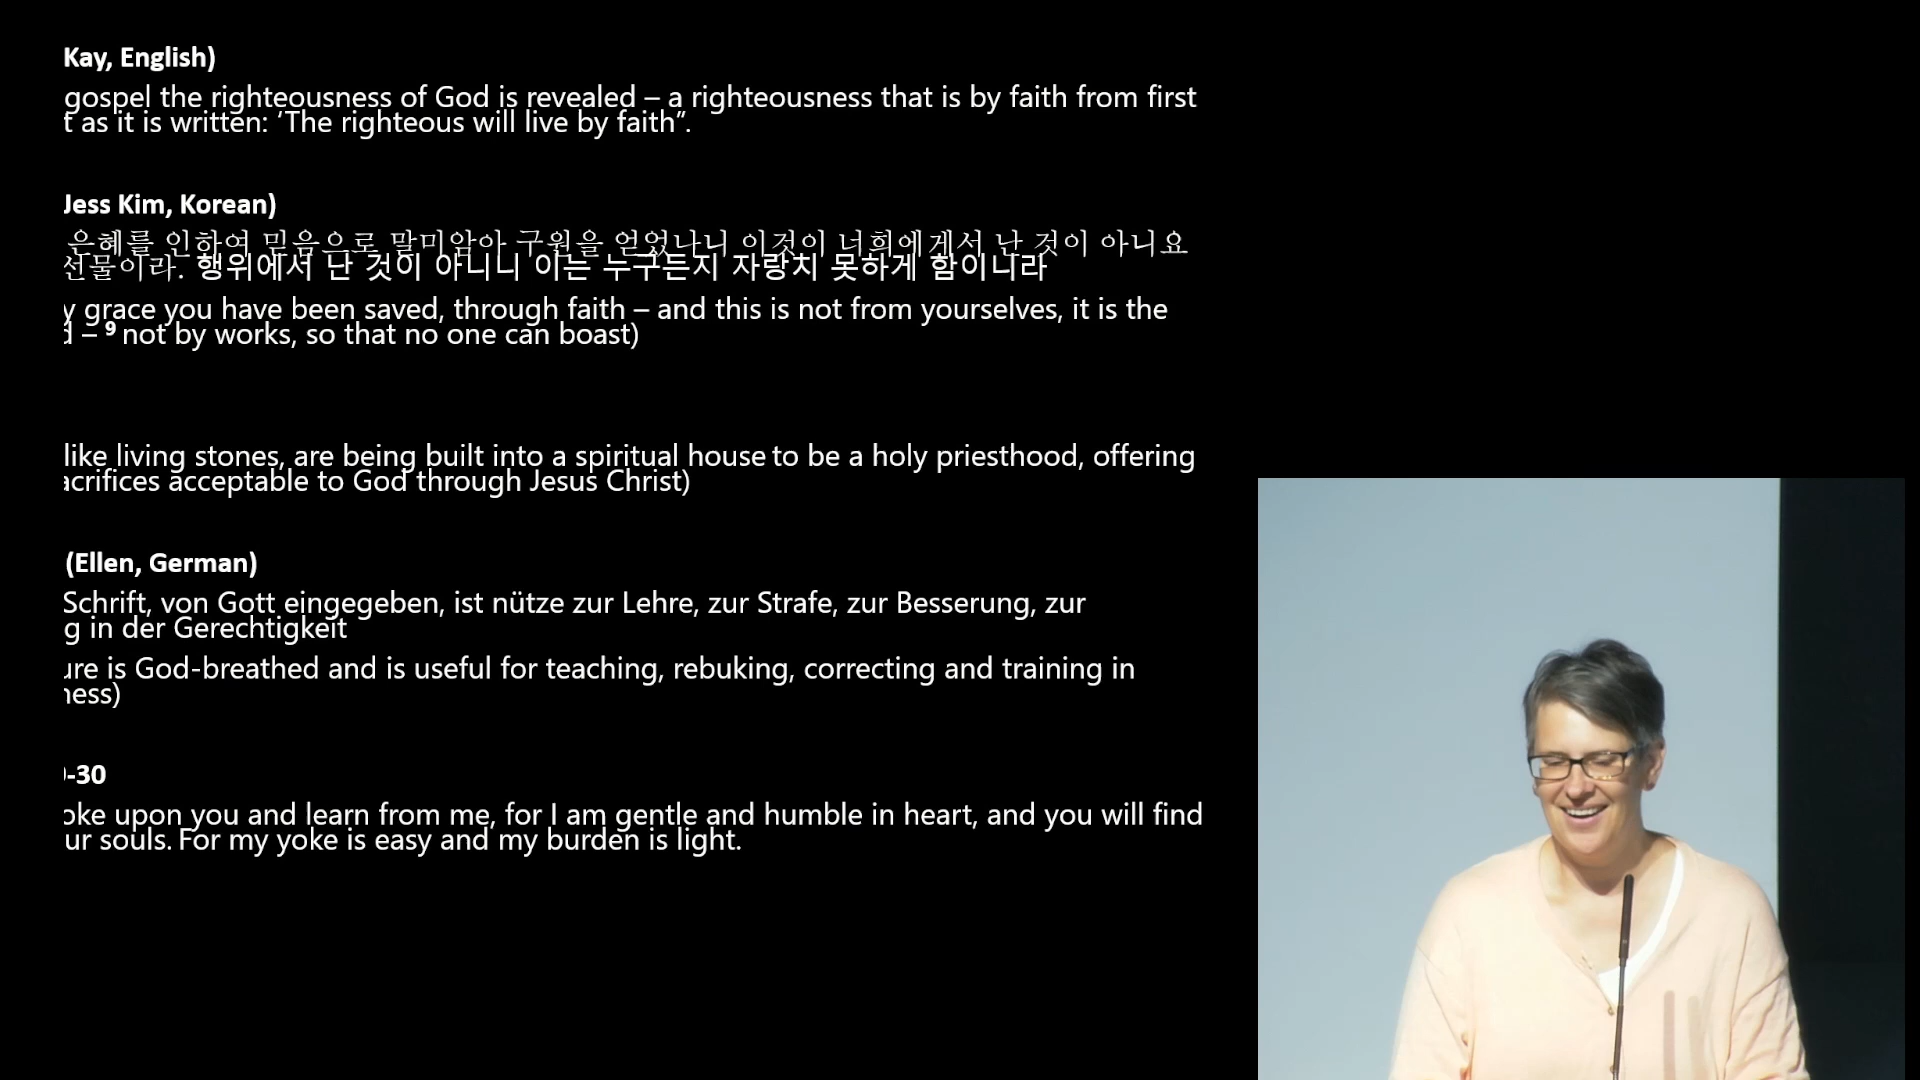 Kay, English)
gospel the righteousness of God is revealed – a righteousness that is by faith from first
t as it is written: ‘The righteous will live by faith”.
Jess Kim, Korean)
은혜를 인하여 믿음으로 말미암아 구원을 얻었나니 이것이 너희에게서 난 것이 아니요
선물이라. 행위에서 난 것이 아니니 이는 누구든지 자랑치 못하게 함이니라
y grace you have been saved, through faith – and this is not from yourselves, it is the
d – 9 not by works, so that no one can boast)
like living stones, are being built into a spiritual house to be a holy priesthood, offering
acrifices acceptable to God through Jesus Christ)
(Ellen, German)
Schrift, von Gott eingegeben, ist nütze zur Lehre, zur Strafe, zur Besserung, zur
g in der Gerechtigkeit
ure is God-breathed and is useful for teaching, rebuking, correcting and training in
ness)
-30
oke upon you and learn from me, for I am gentle and humble in heart, and you will find
ur souls. For my yoke is easy and my burden is light.